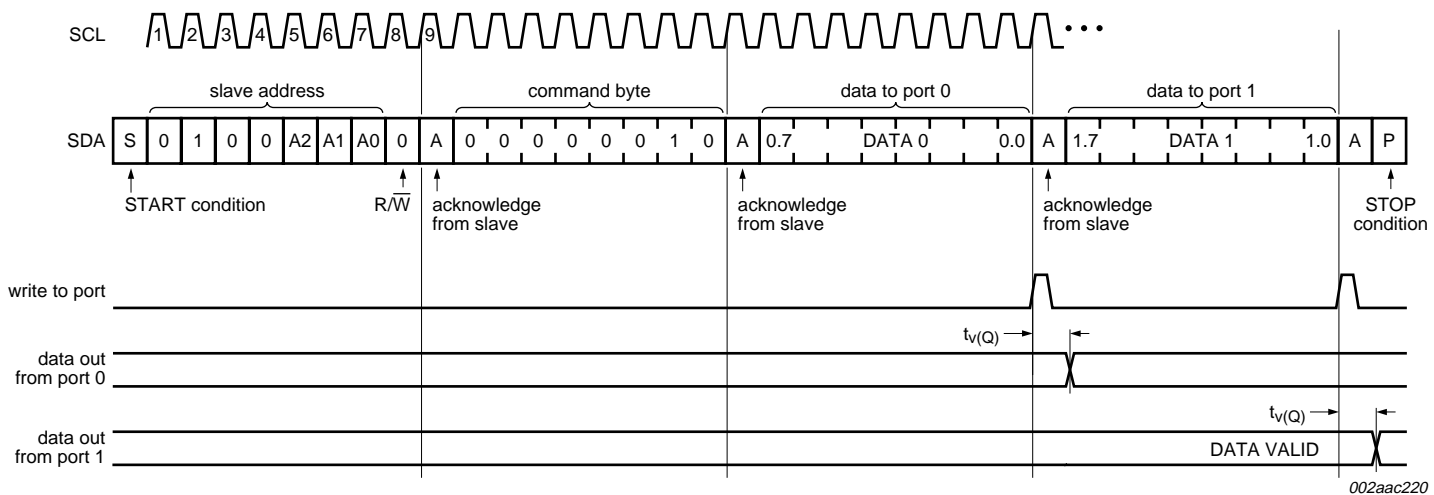 SCL 1 2 3 4 5 6 7 8 9
slave address command byte data to port 0 data to port 1
SDA S 0 1 0 0 A2 A1 A0 0 A 0 0 0 0 0 0 1 0 A 0.7 DATA 0 0.0 A 1.7 DATA 1 1.0 A P
START condition R/W̅ acknowledge from slave acknowledge from slave acknowledge from slave STOP condition
write to port
tv(Q)
data out from port 0
tv(Q)
data out from port 1 DATA VALID
002aac220